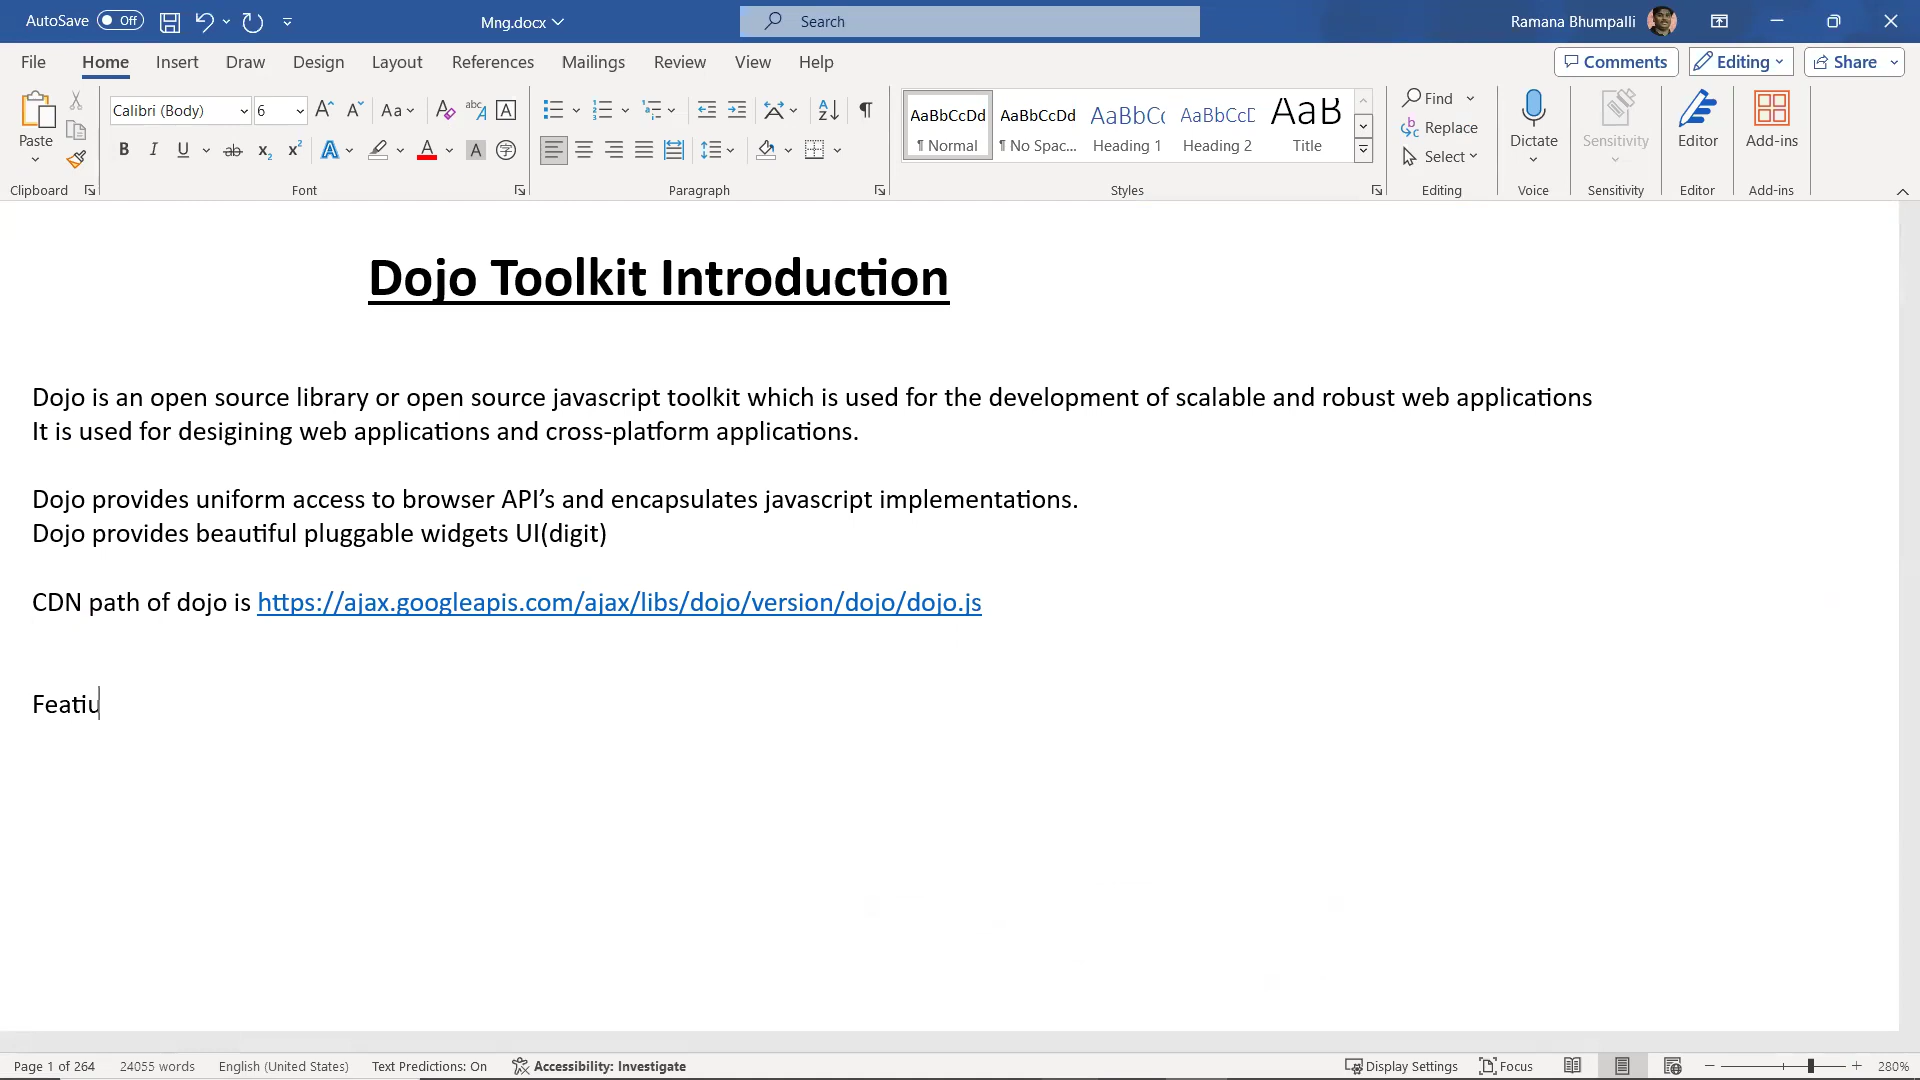 AutoSave Off Mng.docx Search Ramana Bhumpalli
File Home Insert Draw Design Layout References Mailings Review View Help Comments Editing Share
Calibri (Body) 6 Aa AaBbCcDd AaBbCcDd AaBbCc AaBbCcD AaB Find
Paste ¶ Normal ¶ No Spac... Heading 1 Heading 2 Title Replace Dictate Sensitivity Editor Add-ins
B I U ab x₂ x² A A A Select
Clipboard Font Paragraph Styles Editing Voice Sensitivity Editor Add-ins
Dojo Toolkit Introduction
Dojo is an open source library or open source javascript toolkit which is used for the development of scalable and robust web applications
It is used for desigining web applications and cross-platform applications.
Dojo provides uniform access to browser API’s and encapsulates javascript implementations.
Dojo provides beautiful pluggable widgets UI(digit)
CDN path of dojo is https://ajax.googleapis.com/ajax/libs/dojo/version/dojo/dojo.js
Featiu
Page 1 of 264 24055 words English (United States) Text Predictions: On Accessibility: Investigate Display Settings Focus 280%